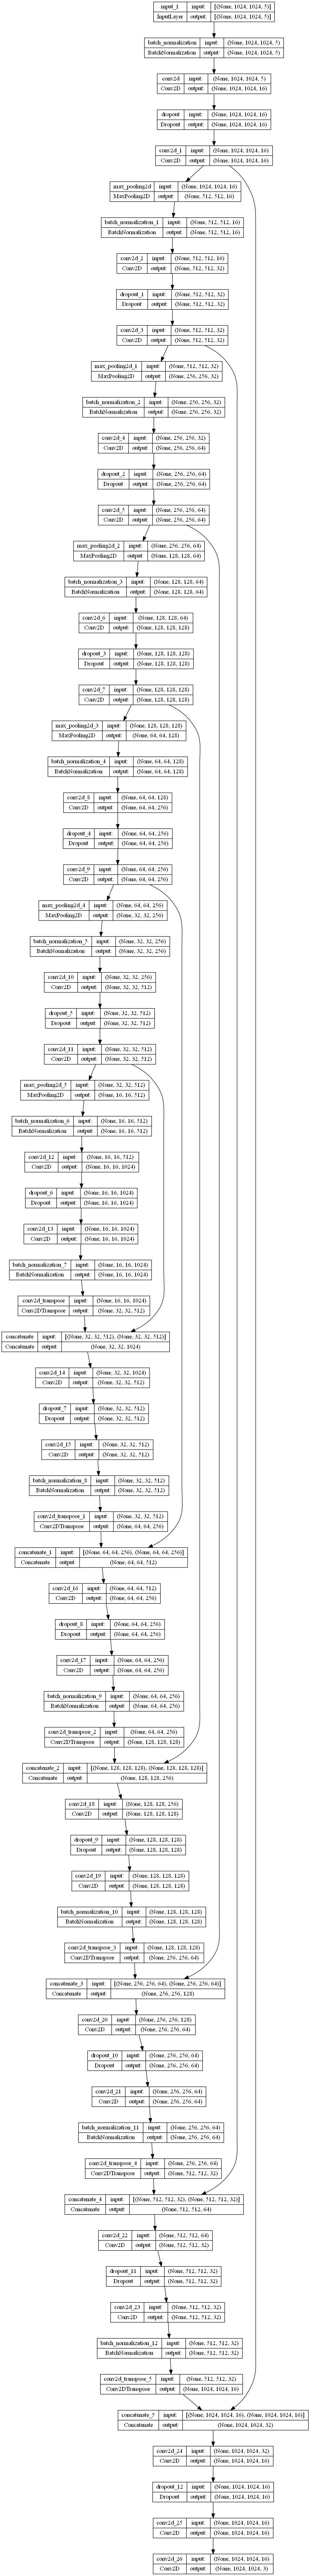 input_1 input: [(None, 1024, 1024, 5)]
InputLayer output: [(None, 1024, 1024, 5)]
batch_normalization input: (None, 1024, 1024, 5)
BatchNormalization output: (None, 1024, 1024, 5)
conv2d input: (None, 1024, 1024, 5)
Conv2D output: (None, 1024, 1024, 16)
dropout input: (None, 1024, 1024, 16)
Dropout output: (None, 1024, 1024, 16)
conv2d_1 input: (None, 1024, 1024, 16)
Conv2D output: (None, 1024, 1024, 16)
max_pooling2d input: (None, 1024, 1024, 16)
MaxPooling2D output: (None, 512, 512, 16)
batch_normalization_1 input: (None, 512, 512, 16)
BatchNormalization output: (None, 512, 512, 16)
conv2d_2 input: (None, 512, 512, 16)
Conv2D output: (None, 512, 512, 32)
dropout_1 input: (None, 512, 512, 32)
Dropout output: (None, 512, 512, 32)
conv2d_3 input: (None, 512, 512, 32)
Conv2D output: (None, 512, 512, 32)
max_pooling2d_1 input: (None, 512, 512, 32)
MaxPooling2D output: (None, 256, 256, 32)
batch_normalization_2 input: (None, 256, 256, 32)
BatchNormalization output: (None, 256, 256, 32)
conv2d_4 input: (None, 256, 256, 32)
Conv2D output: (None, 256, 256, 64)
dropout_2 input: (None, 256, 256, 64)
Dropout output: (None, 256, 256, 64)
conv2d_5 input: (None, 256, 256, 64)
Conv2D output: (None, 256, 256, 64)
max_pooling2d_2 input: (None, 256, 256, 64)
MaxPooling2D output: (None, 128, 128, 64)
batch_normalization_3 input: (None, 128, 128, 64)
BatchNormalization output: (None, 128, 128, 64)
conv2d_6 input: (None, 128, 128, 64)
Conv2D output: (None, 128, 128, 128)
dropout_3 input: (None, 128, 128, 128)
Dropout output: (None, 128, 128, 128)
conv2d_7 input: (None, 128, 128, 128)
Conv2D output: (None, 128, 128, 128)
max_pooling2d_3 input: (None, 128, 128, 128)
MaxPooling2D output: (None, 64, 64, 128)
batch_normalization_4 input: (None, 64, 64, 128)
BatchNormalization output: (None, 64, 64, 128)
conv2d_8 input: (None, 64, 64, 128)
Conv2D output: (None, 64, 64, 256)
dropout_4 input: (None, 64, 64, 256)
Dropout output: (None, 64, 64, 256)
conv2d_9 input: (None, 64, 64, 256)
Conv2D output: (None, 64, 64, 256)
max_pooling2d_4 input: (None, 64, 64, 256)
MaxPooling2D output: (None, 32, 32, 256)
batch_normalization_5 input: (None, 32, 32, 256)
BatchNormalization output: (None, 32, 32, 256)
conv2d_10 input: (None, 32, 32, 256)
Conv2D output: (None, 32, 32, 512)
dropout_5 input: (None, 32, 32, 512)
Dropout output: (None, 32, 32, 512)
conv2d_11 input: (None, 32, 32, 512)
Conv2D output: (None, 32, 32, 512)
max_pooling2d_5 input: (None, 32, 32, 512)
MaxPooling2D output: (None, 16, 16, 512)
batch_normalization_6 input: (None, 16, 16, 512)
BatchNormalization output: (None, 16, 16, 512)
conv2d_12 input: (None, 16, 16, 512)
Conv2D output: (None, 16, 16, 1024)
dropout_6 input: (None, 16, 16, 1024)
Dropout output: (None, 16, 16, 1024)
conv2d_13 input: (None, 16, 16, 1024)
Conv2D output: (None, 16, 16, 1024)
batch_normalization_7 input: (None, 16, 16, 1024)
BatchNormalization output: (None, 16, 16, 1024)
conv2d_transpose input: (None, 16, 16, 1024)
Conv2DTranspose output: (None, 32, 32, 512)
concatenate input: [(None, 32, 32, 512), (None, 32, 32, 512)]
Concatenate output: (None, 32, 32, 1024)
conv2d_14 input: (None, 32, 32, 1024)
Conv2D output: (None, 32, 32, 512)
dropout_7 input: (None, 32, 32, 512)
Dropout output: (None, 32, 32, 512)
conv2d_15 input: (None, 32, 32, 512)
Conv2D output: (None, 32, 32, 512)
batch_normalization_8 input: (None, 32, 32, 512)
BatchNormalization output: (None, 32, 32, 512)
conv2d_transpose_1 input: (None, 32, 32, 512)
Conv2DTranspose output: (None, 64, 64, 256)
concatenate_1 input: [(None, 64, 64, 256), (None, 64, 64, 256)]
Concatenate output: (None, 64, 64, 512)
conv2d_16 input: (None, 64, 64, 512)
Conv2D output: (None, 64, 64, 256)
dropout_8 input: (None, 64, 64, 256)
Dropout output: (None, 64, 64, 256)
conv2d_17 input: (None, 64, 64, 256)
Conv2D output: (None, 64, 64, 256)
batch_normalization_9 input: (None, 64, 64, 256)
BatchNormalization output: (None, 64, 64, 256)
conv2d_transpose_2 input: (None, 64, 64, 256)
Conv2DTranspose output: (None, 128, 128, 128)
concatenate_2 input: [(None, 128, 128, 128), (None, 128, 128, 128)]
Concatenate output: (None, 128, 128, 256)
conv2d_18 input: (None, 128, 128, 256)
Conv2D output: (None, 128, 128, 128)
dropout_9 input: (None, 128, 128, 128)
Dropout output: (None, 128, 128, 128)
conv2d_19 input: (None, 128, 128, 128)
Conv2D output: (None, 128, 128, 128)
batch_normalization_10 input: (None, 128, 128, 128)
BatchNormalization output: (None, 128, 128, 128)
conv2d_transpose_3 input: (None, 128, 128, 128)
Conv2DTranspose output: (None, 256, 256, 64)
concatenate_3 input: [(None, 256, 256, 64), (None, 256, 256, 64)]
Concatenate output: (None, 256, 256, 128)
conv2d_20 input: (None, 256, 256, 128)
Conv2D output: (None, 256, 256, 64)
dropout_10 input: (None, 256, 256, 64)
Dropout output: (None, 256, 256, 64)
conv2d_21 input: (None, 256, 256, 64)
Conv2D output: (None, 256, 256, 64)
batch_normalization_11 input: (None, 256, 256, 64)
BatchNormalization output: (None, 256, 256, 64)
conv2d_transpose_4 input: (None, 256, 256, 64)
Conv2DTranspose output: (None, 512, 512, 32)
concatenate_4 input: [(None, 512, 512, 32), (None, 512, 512, 32)]
Concatenate output: (None, 512, 512, 64)
conv2d_22 input: (None, 512, 512, 64)
Conv2D output: (None, 512, 512, 32)
dropout_11 input: (None, 512, 512, 32)
Dropout output: (None, 512, 512, 32)
conv2d_23 input: (None, 512, 512, 32)
Conv2D output: (None, 512, 512, 32)
batch_normalization_12 input: (None, 512, 512, 32)
BatchNormalization output: (None, 512, 512, 32)
conv2d_transpose_5 input: (None, 512, 512, 32)
Conv2DTranspose output: (None, 1024, 1024, 16)
concatenate_5 input: [(None, 1024, 1024, 16), (None, 1024, 1024, 16)]
Concatenate output: (None, 1024, 1024, 32)
conv2d_24 input: (None, 1024, 1024, 32)
Conv2D output: (None, 1024, 1024, 16)
dropout_12 input: (None, 1024, 1024, 16)
Dropout output: (None, 1024, 1024, 16)
conv2d_25 input: (None, 1024, 1024, 16)
Conv2D output: (None, 1024, 1024, 16)
conv2d_26 input: (None, 1024, 1024, 16)
Conv2D output: (None, 1024, 1024, 3)